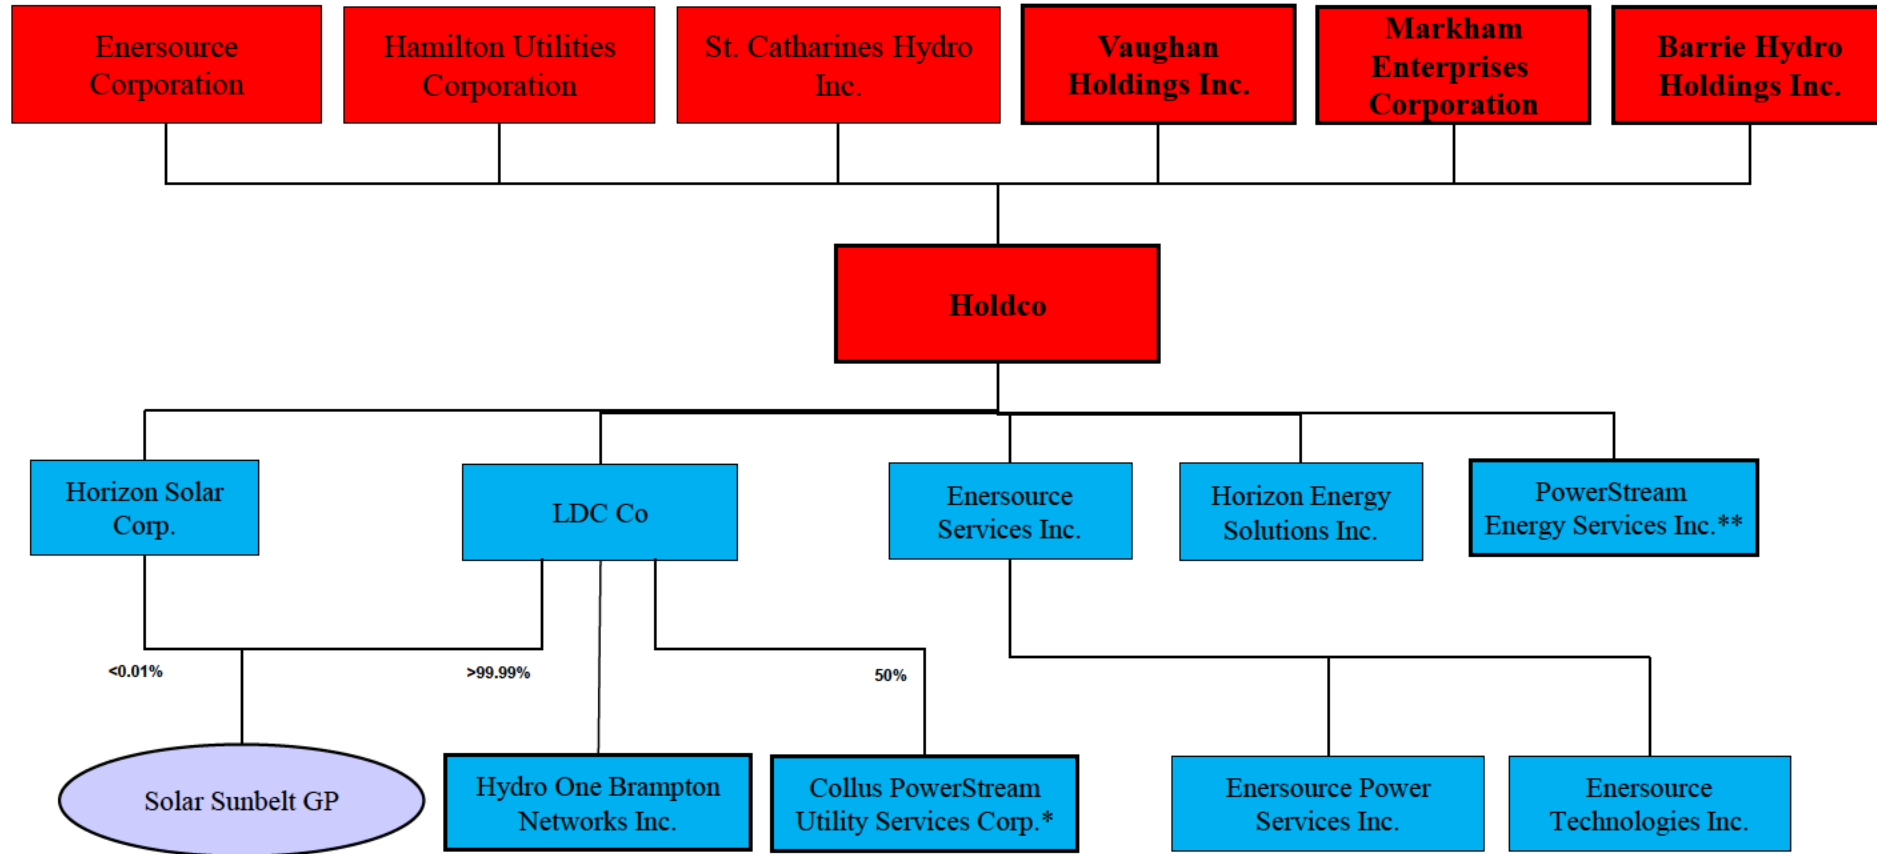 Enersource
Corporation
Hamilton Utilities
Corporation
St. Catharines Hydro
Inc.
Vaughan
Holdings Inc.
Markham
Enterprises
Corporation
Barrie Hydro
Holdings Inc.
Holdco
Horizon Solar
Corp.
LDC Co
Enersource
Services Inc.
Horizon Energy
Solutions Inc.
PowerStream
Energy Services Inc.**
<0.01%
>99.99%
50%
Solar Sunbelt GP
Hydro One Brampton
Networks Inc.
Collus PowerStream
Utility Services Corp.*
Enersource Power
Services Inc.
Enersource
Technologies Inc.